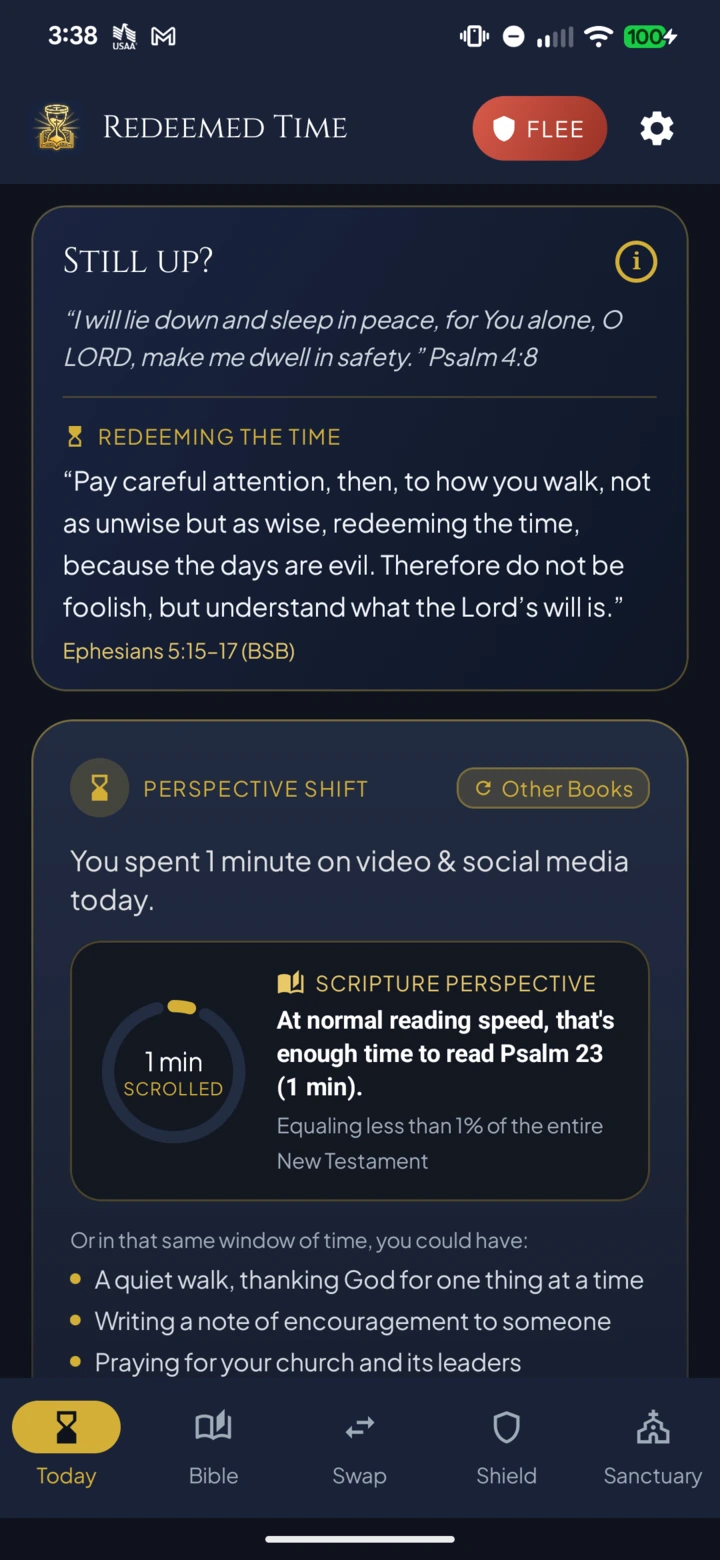 3:38 USAA 100
REDEEMED TIME FLEE
STILL UP?
“I will lie down and sleep in peace, for You alone, O
LORD, make me dwell in safety.” Psalm 4:8
REDEEMING THE TIME
“Pay careful attention, then, to how you walk, not
as unwise but as wise, redeeming the time,
because the days are evil. Therefore do not be
foolish, but understand what the Lord’s will is.”
Ephesians 5:15–17 (BSB)
PERSPECTIVE SHIFT Other Books
You spent 1 minute on video & social media
today.
1 min
SCROLLED
SCRIPTURE PERSPECTIVE
At normal reading speed, that's
enough time to read Psalm 23
(1 min).
Equaling less than 1% of the entire
New Testament
Or in that same window of time, you could have:
A quiet walk, thanking God for one thing at a time
Writing a note of encouragement to someone
Praying for your church and its leaders
Today Bible Swap Shield Sanctuary